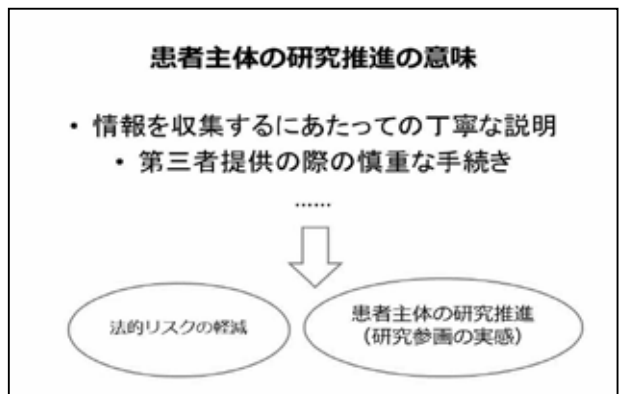 患者主体の研究推進の意味
• 情報を収集するにあたっての丁寧な説明
• 第三者提供の際の慎重な手続き
......
法的リスクの軽減
患者主体の研究推進
(研究参画の実感)